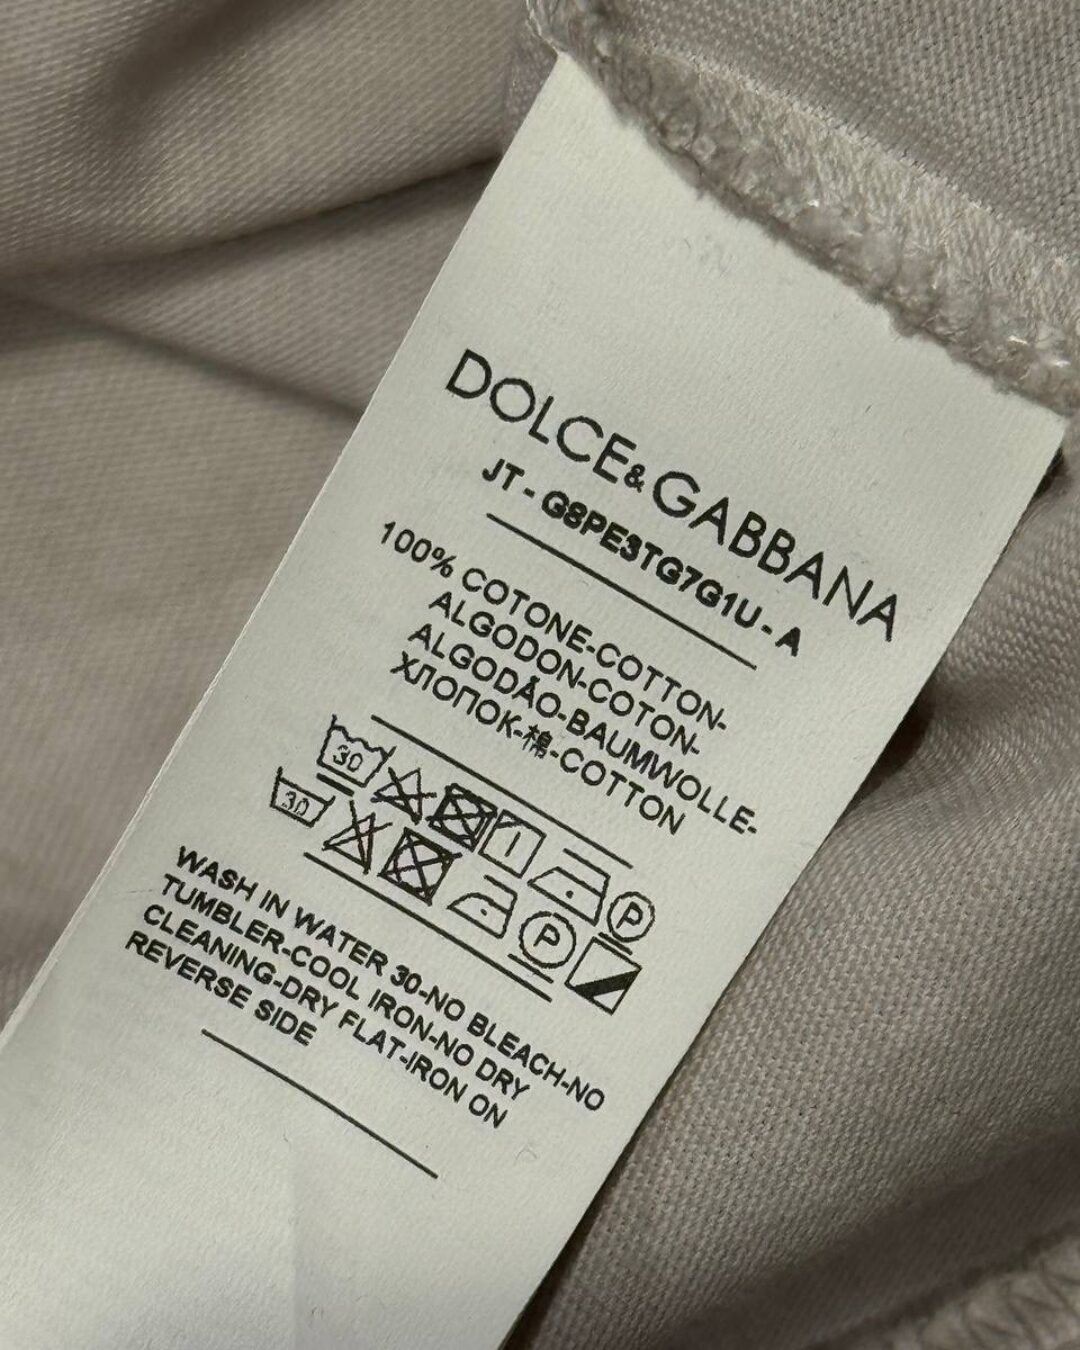 DOLCE&GABBANA
JT - G8PE3TG7G1U - A
100% COTONE-COTTON-
ALGODON-COTON-
ALGODÃO-BAUMWOLLE-
ХЛОПОК-棉-COTTON
30
P
30
P
WASH IN WATER 30-NO BLEACH-NO
TUMBLER-COOL IRON-NO DRY
CLEANING-DRY FLAT-IRON ON
REVERSE SIDE